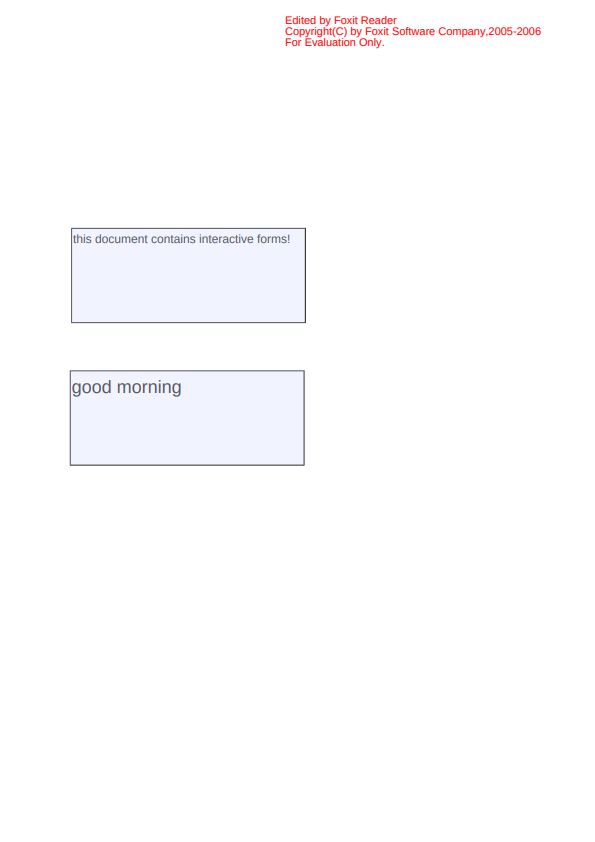 Edited by Foxit Reader
Copyright(C) by Foxit Software Company,2005-2006
For Evaluation Only.
this document contains interactive forms!
good morning